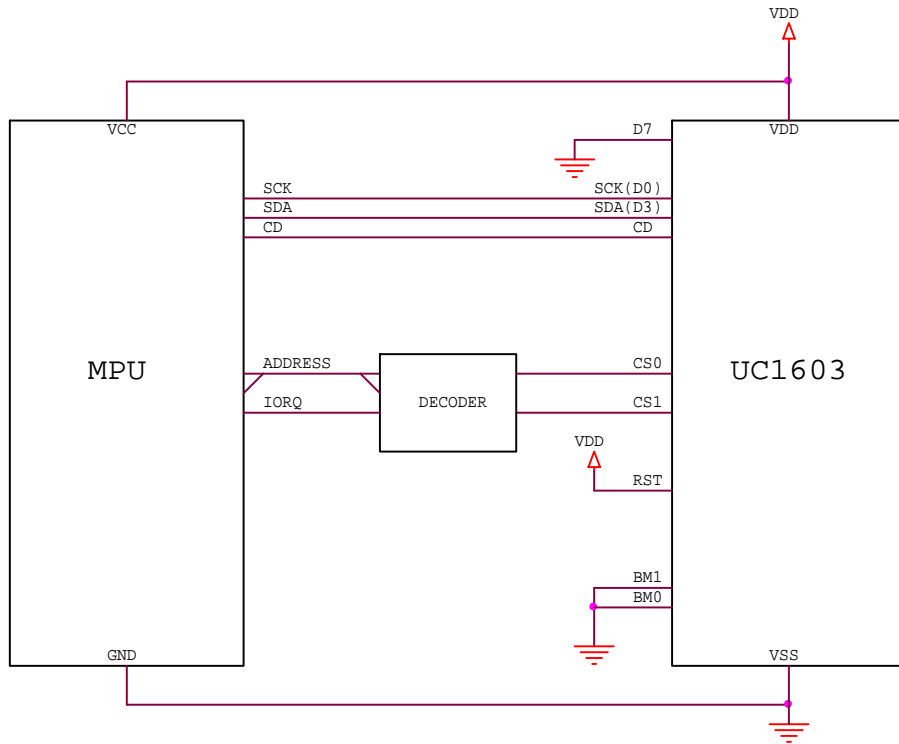 VDD
VCC
D7
VDD
SCK SCK(D0)
SDA SDA(D3)
CD CD
MPU
ADDRESS
CS0
UC1603
IORQ
DECODER
CS1
VDD
RST
BM1
BM0
GND
VSS